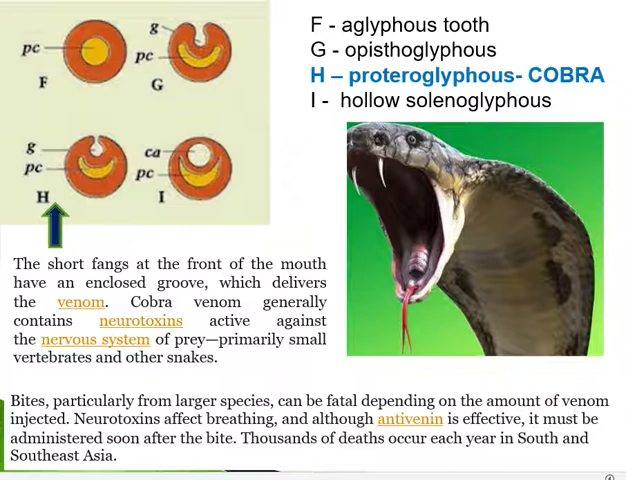 F - aglyphous tooth
G - opisthoglyphous
H – proteroglyphous- COBRA
I -  hollow solenoglyphous
pc
F
g
pc
G
g
pc
H
ca
pc
I
The short fangs at the front of the mouth
have an enclosed groove, which delivers
the venom. Cobra venom generally
contains neurotoxins active against
the nervous system of prey—primarily small
vertebrates and other snakes.
Bites, particularly from larger species, can be fatal depending on the amount of venom
injected. Neurotoxins affect breathing, and although antivenin is effective, it must be
administered soon after the bite. Thousands of deaths occur each year in South and
Southeast Asia.